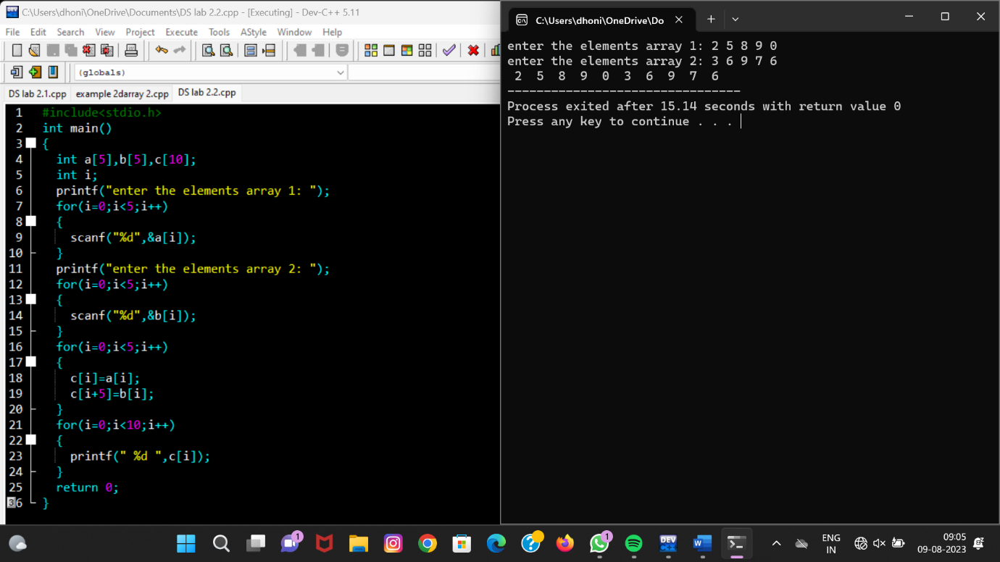 C:\Users\dhoni\OneDrive\Documents\DS lab 2.2.cpp - [Executing] - Dev-C++ 5.11
File Edit Search View Project Execute Tools AStyle Window Help
(globals)
DS lab 2.1.cpp example 2darray 2.cpp DS lab 2.2.cpp
1 #include<stdio.h>
2 int main()
3 {
4 int a[5],b[5],c[10];
5 int i;
6 printf("enter the elements array 1: ");
7 for(i=0;i<5;i++)
8 {
9 scanf("%d",&a[i]);
10 }
11 printf("enter the elements array 2: ");
12 for(i=0;i<5;i++)
13 {
14 scanf("%d",&b[i]);
15 }
16 for(i=0;i<5;i++)
17 {
18 c[i]=a[i];
19 c[i+5]=b[i];
20 }
21 for(i=0;i<10;i++)
22 {
23 printf(" %d ",c[i]);
24 }
25 return 0;
36 }
C:\Users\dhoni\OneDrive\Do
enter the elements array 1: 2 5 8 9 0
enter the elements array 2: 3 6 9 7 6
2 5 8 9 0 3 6 9 7 6
--------------------------------
Process exited after 15.14 seconds with return value 0
Press any key to continue . . .
1
1
DEV
C++
W
ENG
IN
09:05
09-08-2023